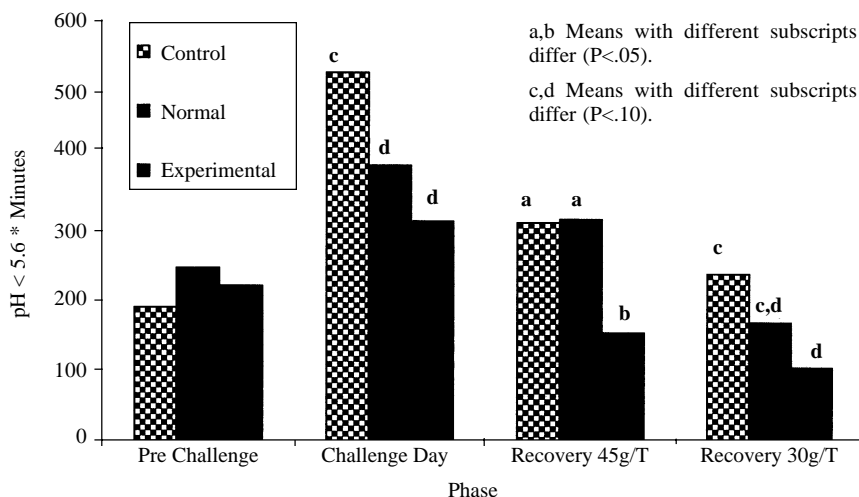 600
500
400
300
200
100
0
pH < 5.6 * Minutes
Control
Normal
Experimental
a,b Means with different subscripts
differ (P<.05).
c,d Means with different subscripts
differ (P<.10).
c
d
d
a
a
b
c
c,d
d
Pre Challenge
Challenge Day
Recovery 45g/T
Recovery 30g/T
Phase